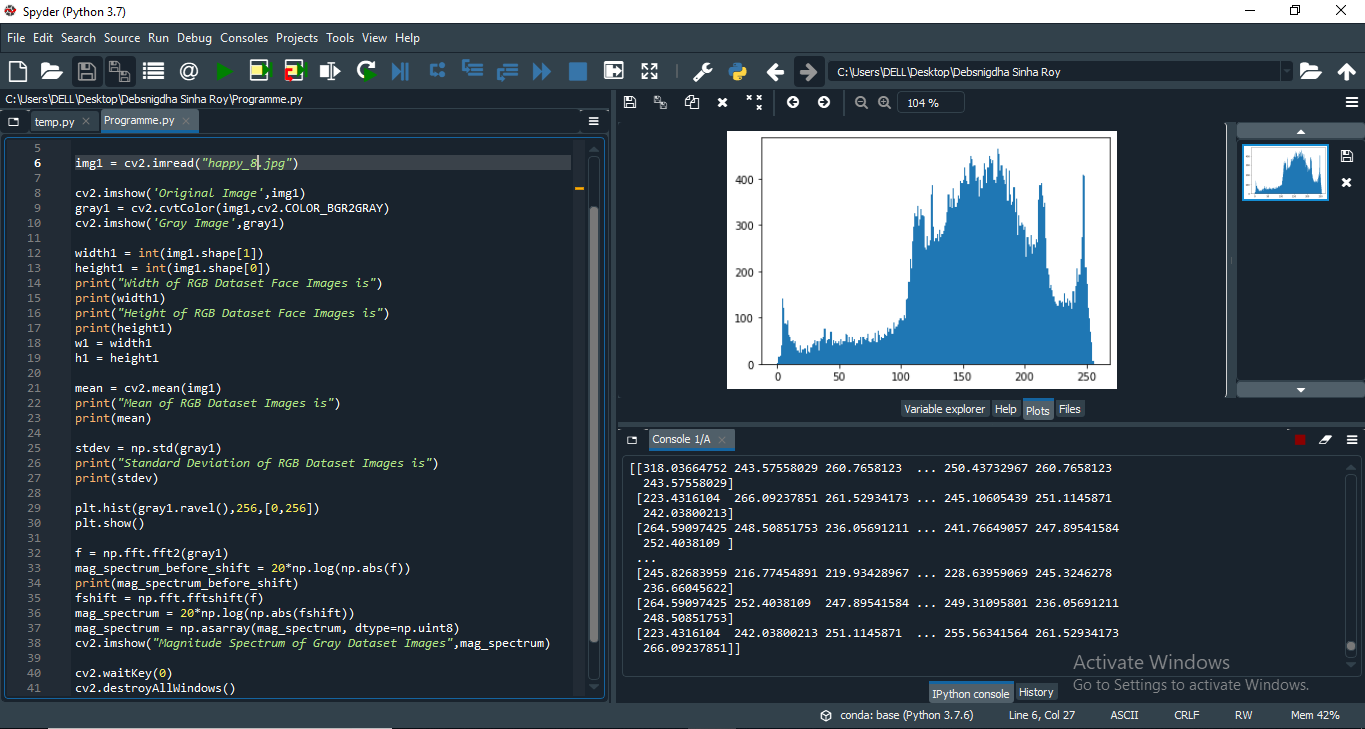 Spyder (Python 3.7)
File Edit Search Source Run Debug Consoles Projects Tools View Help
C:\Users\DELL\Desktop\Debsnigdha Sinha Roy
C:\Users\DELL\Desktop\Debsnigdha Sinha Roy\Programme.py
temp.py Programme.py
5
6 img1 = cv2.imread("happy_8.jpg")
7
8 cv2.imshow('Original Image',img1)
9 gray1 = cv2.cvtColor(img1,cv2.COLOR_BGR2GRAY)
10 cv2.imshow('Gray Image',gray1)
11
12 width1 = int(img1.shape[1])
13 height1 = int(img1.shape[0])
14 print("Width of RGB Dataset Face Images is")
15 print(width1)
16 print("Height of RGB Dataset Face Images is")
17 print(height1)
18 w1 = width1
19 h1 = height1
20
21 mean = cv2.mean(img1)
22 print("Mean of RGB Dataset Images is")
23 print(mean)
24
25 stdev = np.std(gray1)
26 print("Standard Deviation of RGB Dataset Images is")
27 print(stdev)
28
29 plt.hist(gray1.ravel(),256,[0,256])
30 plt.show()
31
32 f = np.fft.fft2(gray1)
33 mag_spectrum_before_shift = 20*np.log(np.abs(f))
34 print(mag_spectrum_before_shift)
35 fshift = np.fft.fftshift(f)
36 mag_spectrum = 20*np.log(np.abs(fshift))
37 mag_spectrum = np.asarray(mag_spectrum, dtype=np.uint8)
38 cv2.imshow("Magnitude Spectrum of Gray Dataset Images",mag_spectrum)
39
40 cv2.waitKey(0)
41 cv2.destroyAllWindows()
104 %
400
300
200
100
0
0 50 100 150 200 250
Variable explorer Help Plots Files
Console 1/A
[[318.03664752 243.57558029 260.7658123 ... 250.43732967 260.7658123
243.57558029]
[223.4316104 266.09237851 261.52934173 ... 245.10605439 251.1145871
242.03800213]
[264.59097425 248.50851753 236.05691211 ... 241.76649057 247.89541584
252.4038109 ]
...
[245.82683959 216.77454891 219.93428967 ... 228.63959069 245.3246278
236.66045622]
[264.59097425 252.4038109 247.89541584 ... 249.31095801 236.05691211
248.50851753]
[223.4316104 242.03800213 251.1145871 ... 255.56341564 261.52934173
266.09237851]]
Activate Windows
Go to Settings to activate Windows.
IPython console History
conda: base (Python 3.7.6) Line 6, Col 27 ASCII CRLF RW Mem 42%